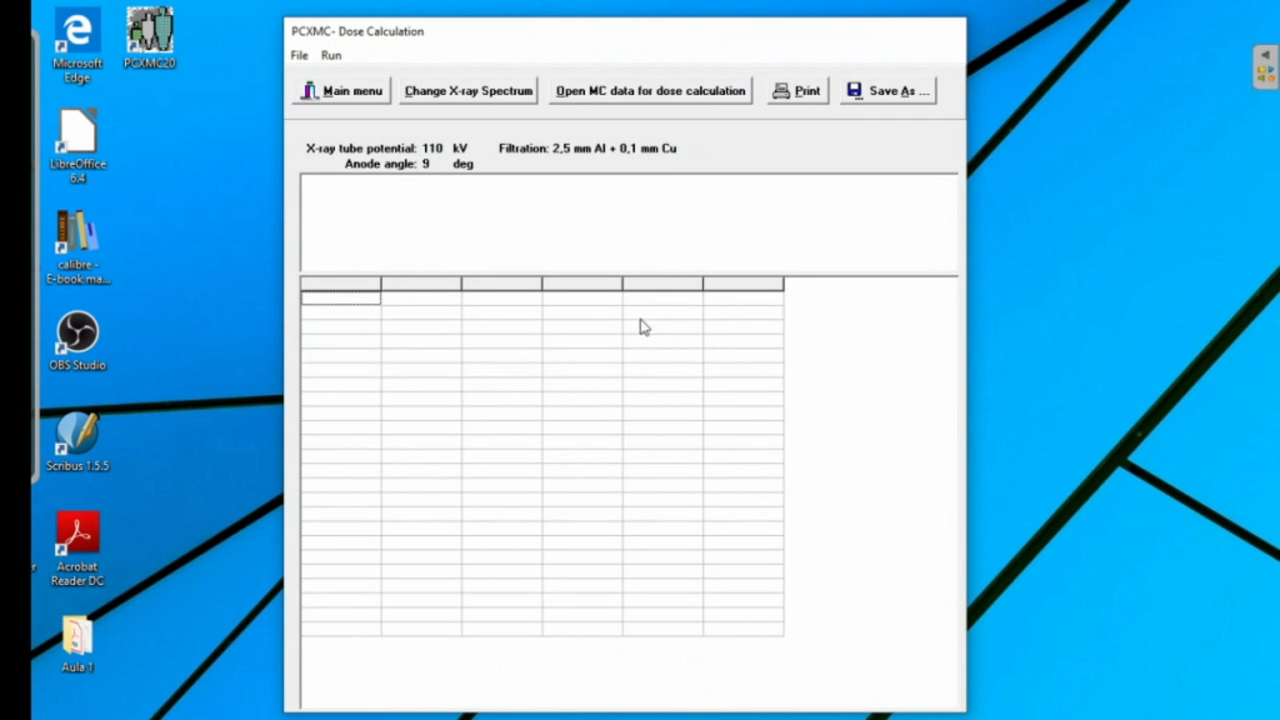 Microsoft
Edge
PCXMC20
LibreOffice
6.4
calibre -
E-book ma...
OBS Studio
Scribus 1.5.5
Acrobat
Reader DC
Aula 1
PCXMC- Dose Calculation
File Run
Main menu Change X-ray Spectrum Open MC data for dose calculation Print Save As ...
X-ray tube potential: 110 kV Filtration: 2,5 mm Al + 0,1 mm Cu
Anode angle: 9 deg